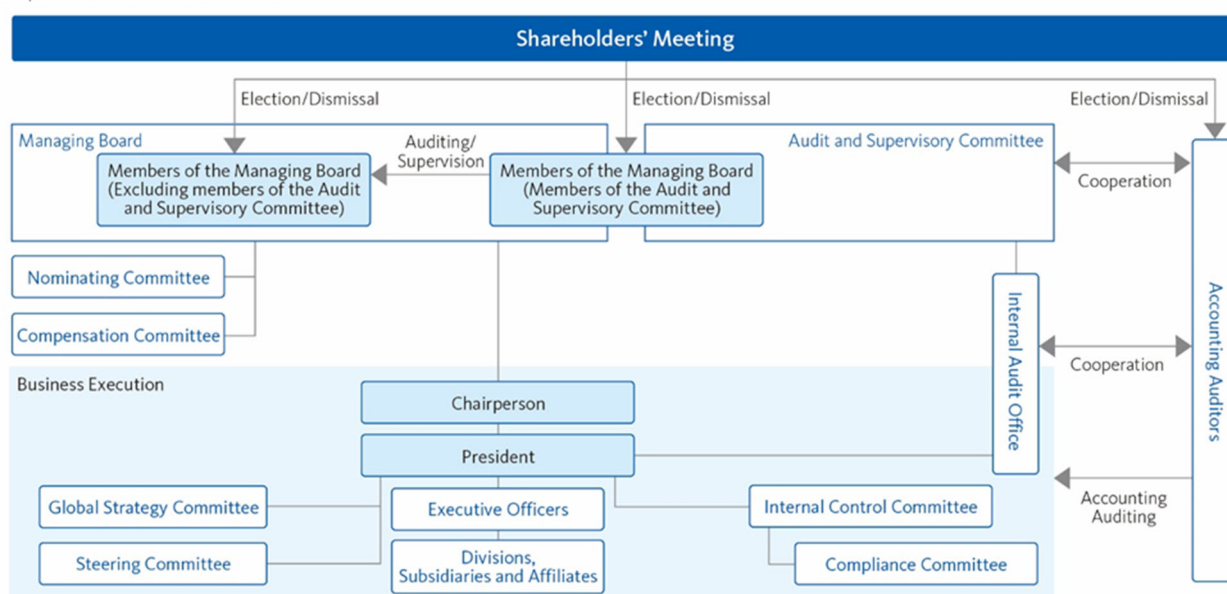 Shareholders' Meeting
Election/Dismissal
Election/Dismissal
Election/Dismissal
Managing Board
Auditing/
Supervision
Audit and Supervisory Committee
Members of the Managing Board
(Excluding members of the Audit
and Supervisory Committee)
Members of the Managing Board
(Members of the Audit and
Supervisory Committee)
Cooperation
Nominating Committee
Compensation Committee
Internal Audit Office
Cooperation
Accounting Auditors
Business Execution
Chairperson
President
Global Strategy Committee
Executive Officers
Internal Control Committee
Accounting
Auditing
Steering Committee
Divisions,
Subsidiaries and Affiliates
Compliance Committee